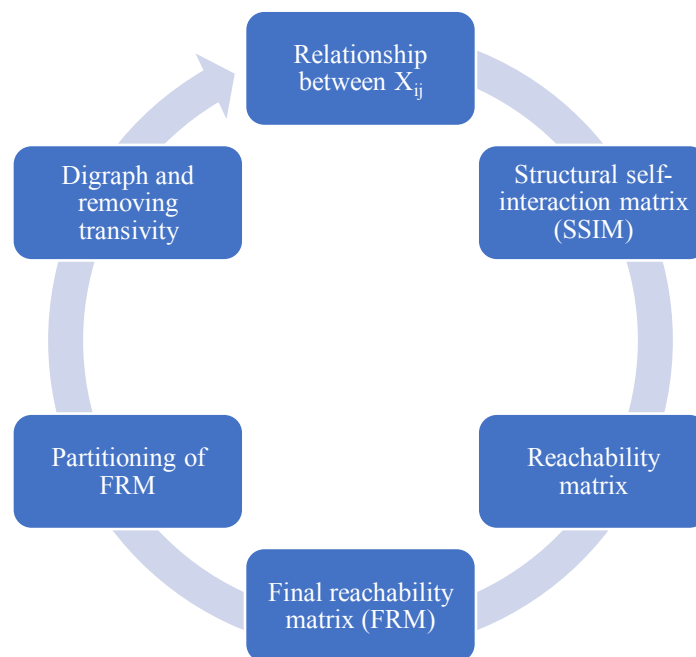 Relationship
between X_ij
Structural self-
interaction matrix
(SSIM)
Reachability
matrix
Final reachability
matrix (FRM)
Partitioning of
FRM
Digraph and
removing
transivity